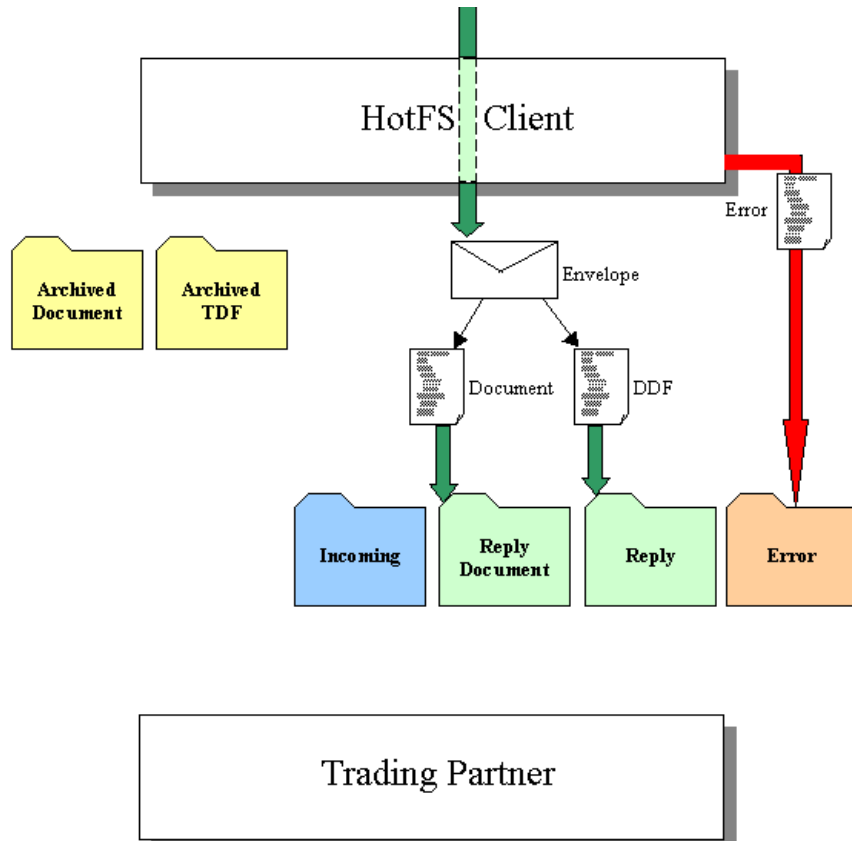 HotFS Client
Error
Envelope
Archived
Document
Archived
TDF
Document
DDF
Incoming
Reply
Document
Reply
Error
Trading Partner